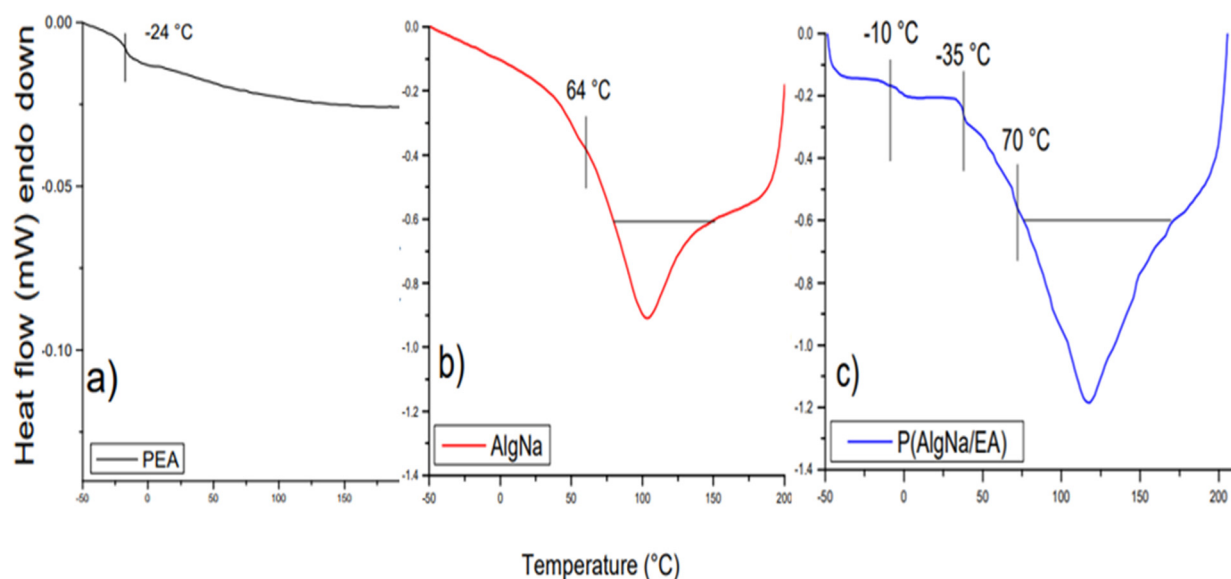 Heat flow (mW) endo down
0.00
-0.05
-0.10
-24 °C
a)
PEA
-50 0 50 100 150
0.0
-0.2
-0.4
-0.6
-0.8
-1.0
-1.2
-1.4
64 °C
b)
AlgNa
-50 0 50 100 150 200
0.0
-0.2
-0.4
-0.6
-0.8
-1.0
-1.2
-1.4
-10 °C
-35 °C
70 °C
c)
P(AlgNa/EA)
-50 0 50 100 150 200
Temperature (°C)